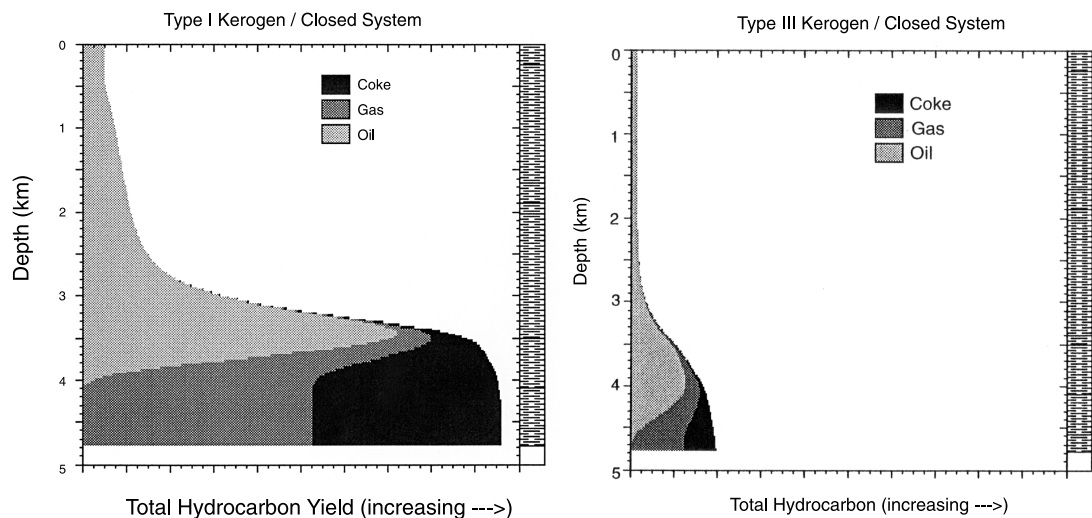 Type I Kerogen / Closed System
0
1
2
3
4
5
Depth (km)
Coke
Gas
Oil
Total Hydrocarbon Yield (increasing --->)
Type III Kerogen / Closed System
0
1
2
3
4
5
Depth (km)
Coke
Gas
Oil
Total Hydrocarbon (increasing --->)